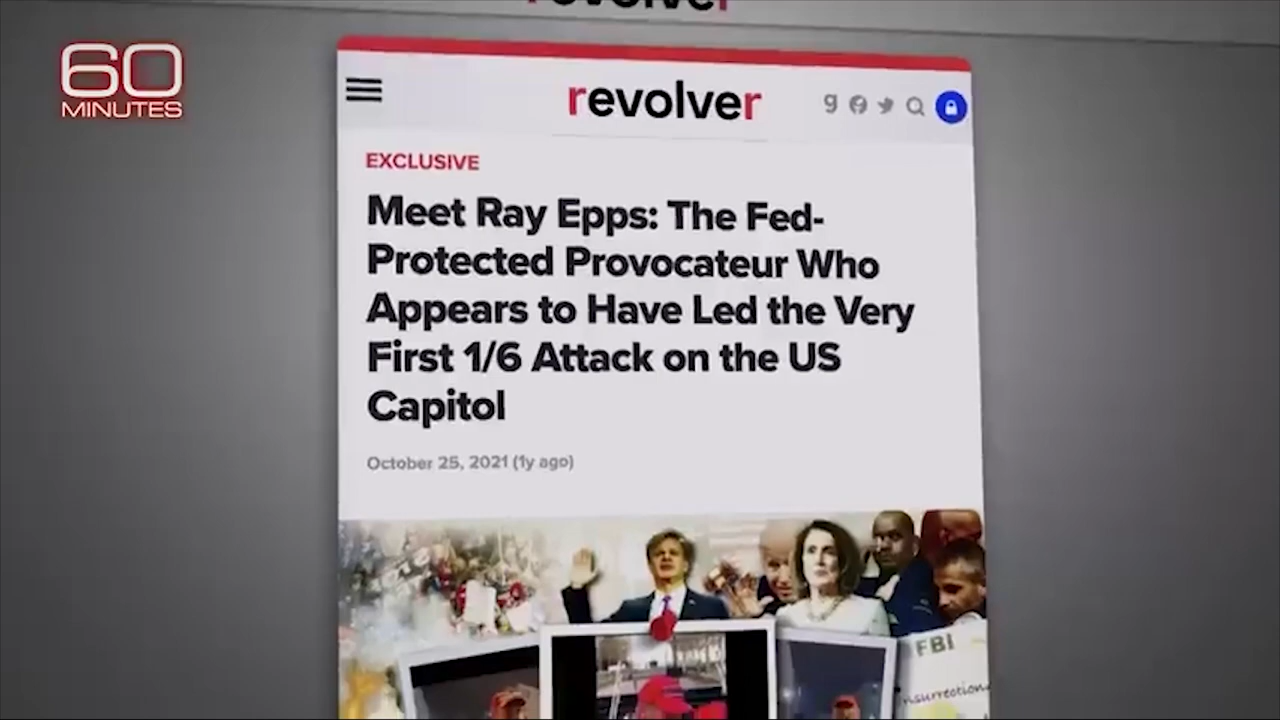 revolver
60
MINUTES
revolver
EXCLUSIVE
Meet Ray Epps: The Fed-
Protected Provocateur Who
Appears to Have Led the Very
First 1/6 Attack on the US
Capitol
October 25, 2021 (1y ago)
FBI